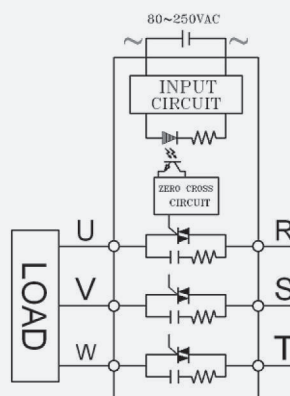 80~250VAC
~ ~
INPUT
CIRCUIT
ZERO CROSS
CIRCUIT
U R
LOAD
V S
W T